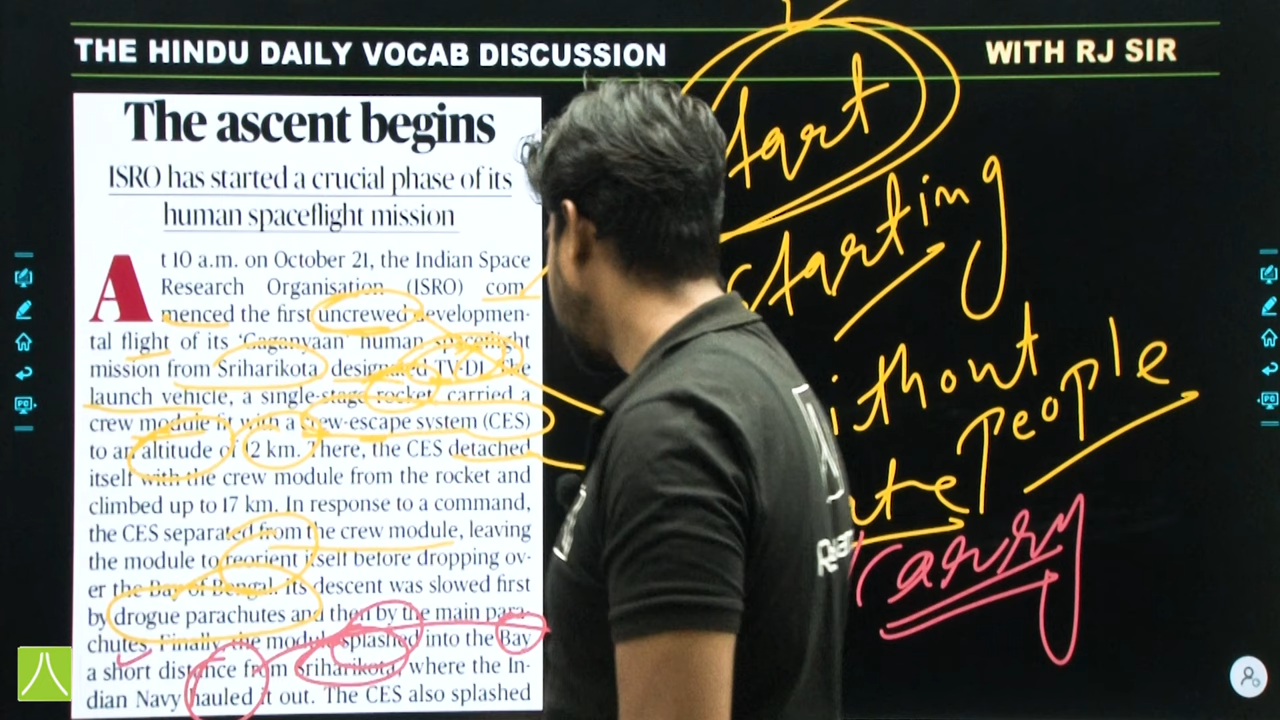 THE HINDU DAILY VOCAB DISCUSSION
WITH RJ SIR
The ascent begins
ISRO has started a crucial phase of its
human spaceflight mission
At 10 a.m. on October 21, the Indian Space
Research Organisation (ISRO) com
menced the first uncrewed developmen-
tal flight of its 'Gaganyaan' human spaceflight
mission from Sriharikota designated TV-D1. The
launch vehicle, a single-stage rocket, carried a
crew module fit with a crew-escape system (CES)
to an altitude of 12 km. There, the CES detached
itself with the crew module from the rocket and
climbed up to 17 km. In response to a command,
the CES separated from the crew module, leaving
the module to reorient itself before dropping ov-
er the Bay of Bengal. Its descent was slowed first
by drogue parachutes and then by the main para-
chutes. Finally, the module splashed into the Bay
a short distance from Sriharikota, where the In-
dian Navy hauled it out. The CES also splashed
tart
starting
ithout
People
ute
carry